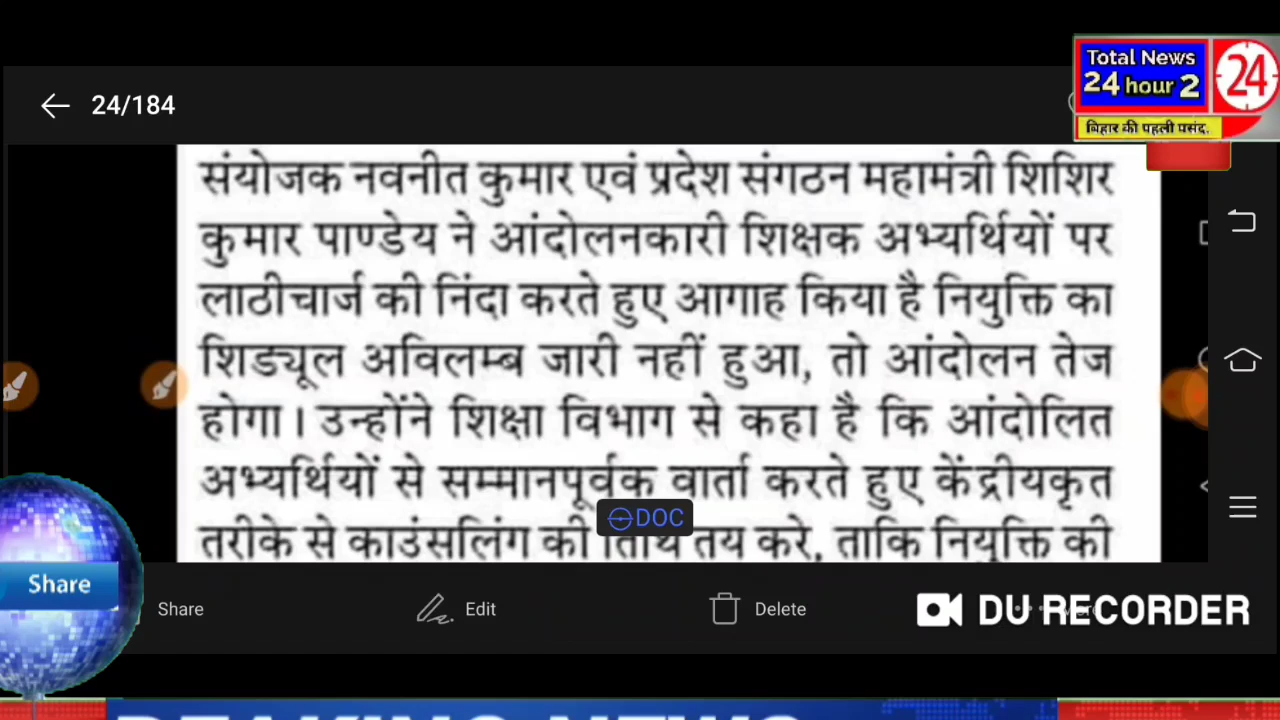 Total News
24 hour 2
24
बिहार की पहली पसंद.
24/184
संयोजक नवनीत कुमार एवं प्रदेश संगठन महामंत्री शिशिर
कुमार पाण्डेय ने आंदोलनकारी शिक्षक अभ्यर्थियों पर
लाठीचार्ज की निंदा करते हुए आगाह किया है नियुक्ति का
शिड्यूल अविलम्ब जारी नहीं हुआ, तो आंदोलन तेज
होगा। उन्होंने शिक्षा विभाग से कहा है कि आंदोलित
अभ्यर्थियों से सम्मानपूर्वक वार्ता करते हुए केंद्रीयकृत
DOC
तरीके से काउंसलिंग की तिथि तय करे, ताकि नियुक्ति की
Share
Share
Edit
Delete
DU RECORDER
BREAKING NEWS